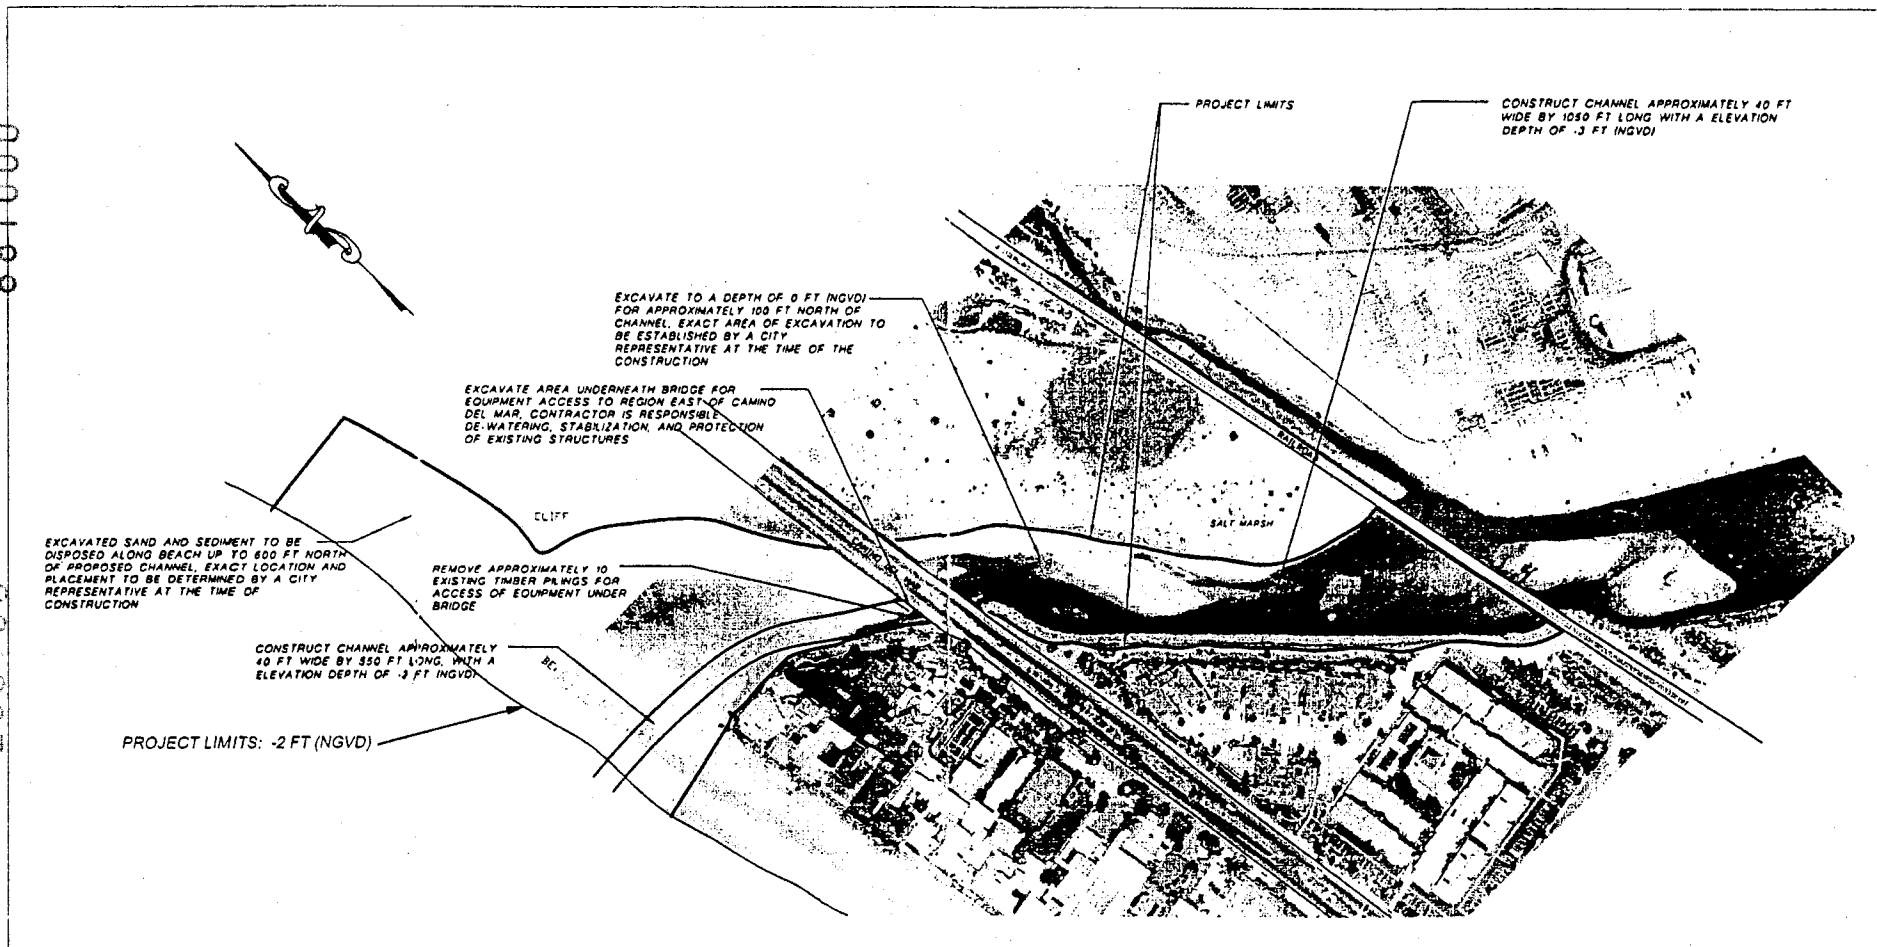 PROJECT LIMITS
CONSTRUCT CHANNEL APPROXIMATELY 40 FT
WIDE BY 1050 FT LONG WITH A ELEVATION
DEPTH OF -3 FT (NGVD)
EXCAVATE TO A DEPTH OF 0 FT (NGVD)
FOR APPROXIMATELY 100 FT NORTH OF
CHANNEL, EXACT AREA OF EXCAVATION TO
BE ESTABLISHED BY A CITY
REPRESENTATIVE AT THE TIME OF THE
CONSTRUCTION
EXCAVATE AREA UNDERNEATH BRIDGE FOR
EQUIPMENT ACCESS TO REGION EAST OF CAMINO
DEL MAR, CONTRACTOR IS RESPONSIBLE
DE-WATERING, STABILIZATION, AND PROTECTION
OF EXISTING STRUCTURES
RAILROAD
CLIFF
SALT MARSH
EXCAVATED SAND AND SEDIMENT TO BE
DISPOSED ALONG BEACH UP TO 600 FT NORTH
OF PROPOSED CHANNEL, EXACT LOCATION AND
PLACEMENT TO BE DETERMINED BY A CITY
REPRESENTATIVE AT THE TIME OF
CONSTRUCTION
REMOVE APPROXIMATELY 10
EXISTING TIMBER PILINGS FOR
ACCESS OF EQUIPMENT UNDER
BRIDGE
CONSTRUCT CHANNEL APPROXIMATELY
40 FT WIDE BY 550 FT LONG, WITH A
ELEVATION DEPTH OF -3 FT (NGVD)
PROJECT LIMITS: -2 FT (NGVD)